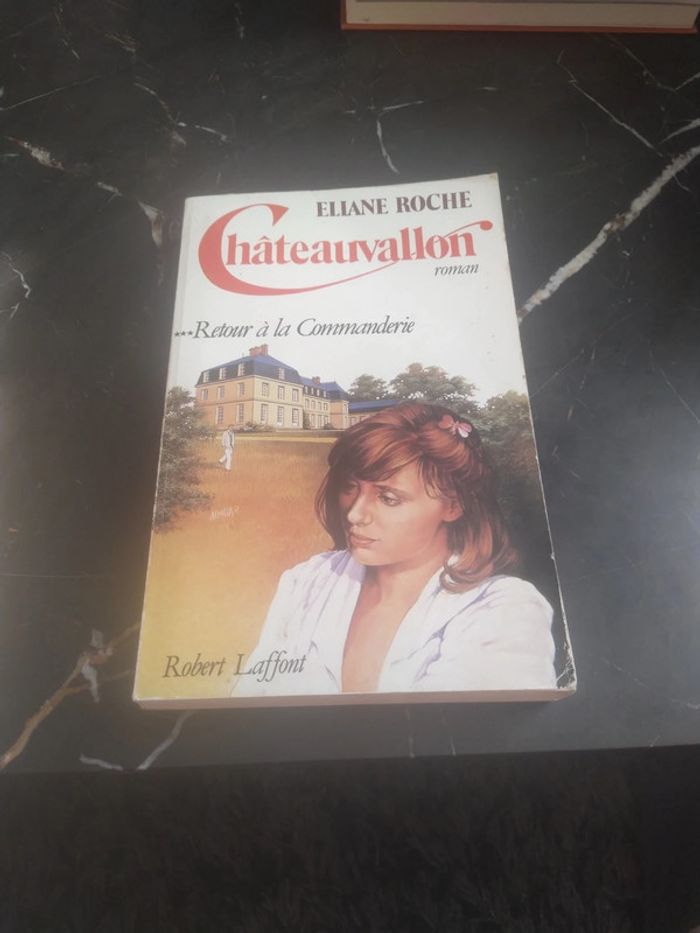 ELIANE ROCHE
Châteauvallon
roman
***Retour à la Commanderie
Robert Laffont